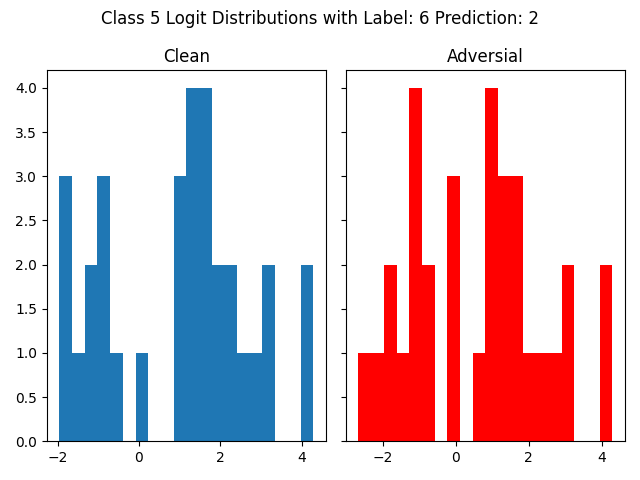 Class 5 Logit Distributions with Label: 6 Prediction: 2
Clean
Adversial
4.0
3.5
3.0
2.5
2.0
1.5
1.0
0.5
0.0
−2 0 2 4
−2 0 2 4